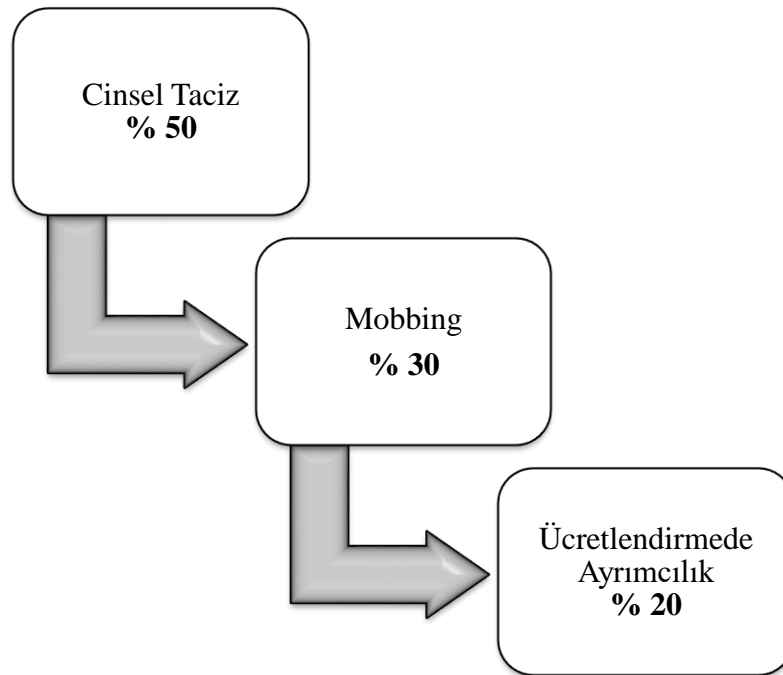 Cinsel Taciz
% 50
Mobbing
% 30
Ücretlendirmede
Ayrımcılık
% 20